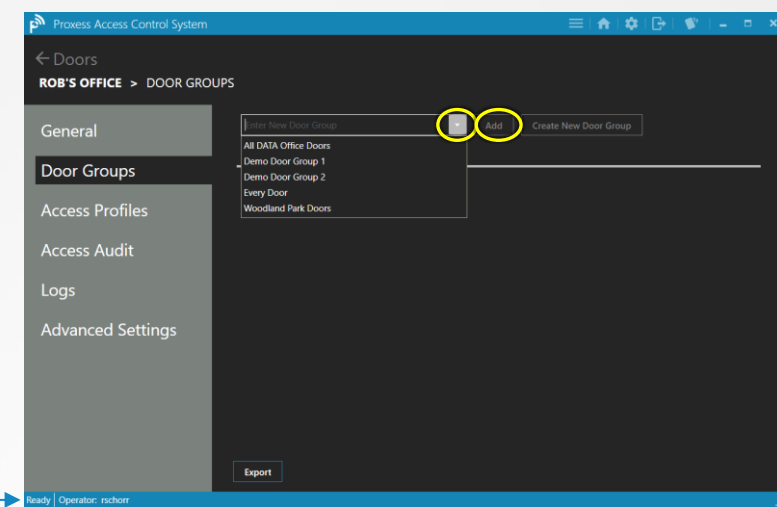 Proxess Access Control System
Doors
ROB'S OFFICE > DOOR GROUPS
General
Door Groups
Access Profiles
Access Audit
Logs
Advanced Settings
Enter New Door Group
Add
Create New Door Group
All DATA Office Doors
Demo Door Group 1
Demo Door Group 2
Every Door
Woodland Park Doors
Export
Ready Operator: rschorr